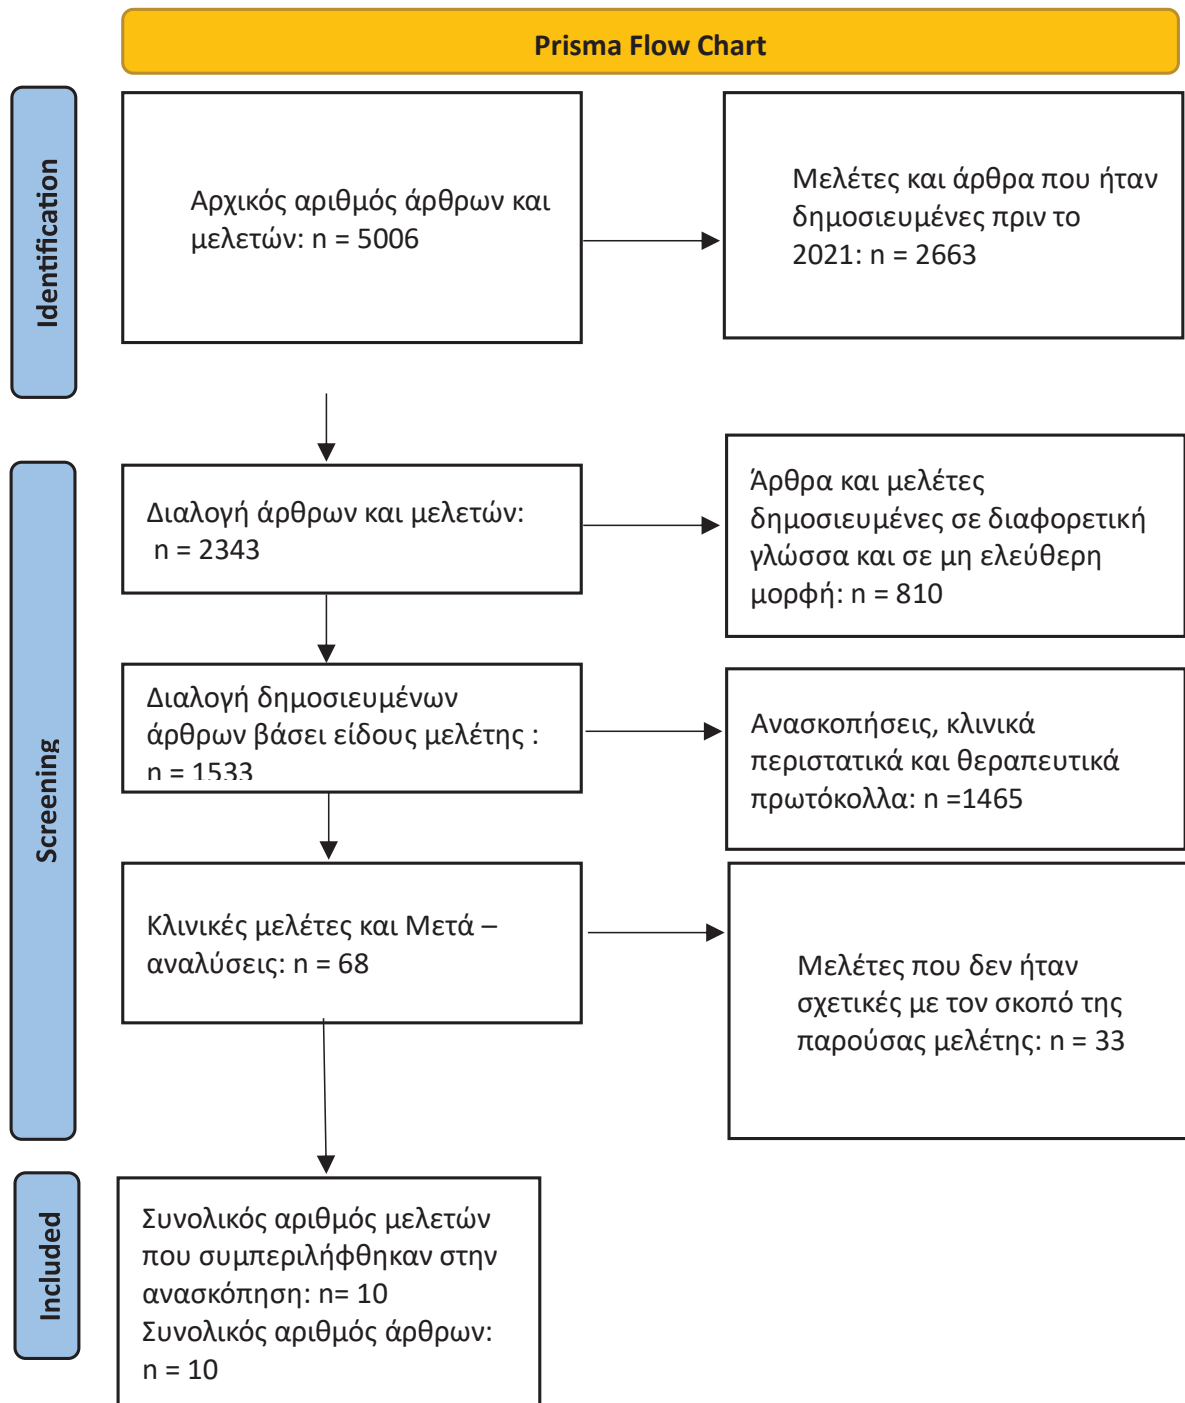 Prisma Flow Chart
Identification
Αρχικός αριθμός άρθρων και
μελετών: n = 5006
Μελέτες και άρθρα που ήταν
δημοσιευμένες πριν το
2021: n = 2663
Screening
Διαλογή άρθρων και μελετών:
n = 2343
Άρθρα και μελέτες
δημοσιευμένες σε διαφορετική
γλώσσα και σε μη ελεύθερη
μορφή: n = 810
Διαλογή δημοσιευμένων
άρθρων βάσει είδους μελέτης :
n = 1533
Ανασκοπήσεις, κλινικά
περιστατικά και θεραπευτικά
πρωτόκολλα: n =1465
Κλινικές μελέτες και Μετά –
αναλύσεις: n = 68
Μελέτες που δεν ήταν
σχετικές με τον σκοπό της
παρούσας μελέτης: n = 33
Included
Συνολικός αριθμός μελετών
που συμπεριλήφθηκαν στην
ανασκόπηση: n= 10
Συνολικός αριθμός άρθρων:
n = 10